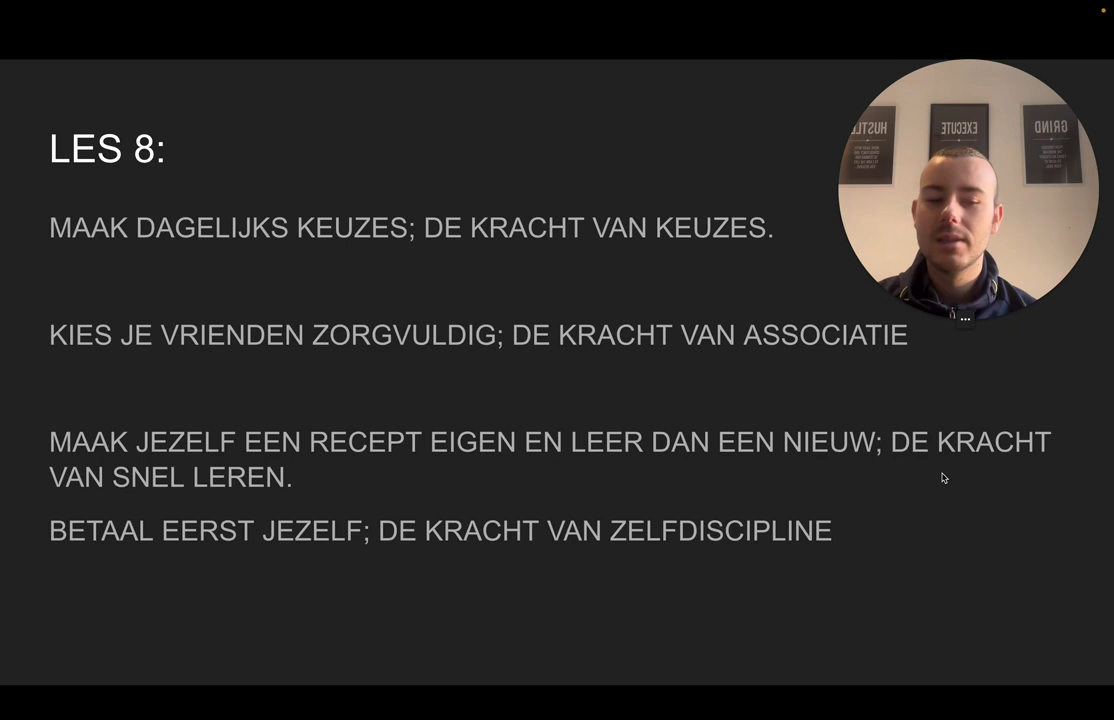 LES 8:
MAAK DAGELIJKS KEUZES; DE KRACHT VAN KEUZES.
KIES JE VRIENDEN ZORGVULDIG; DE KRACHT VAN ASSOCIATIE
MAAK JEZELF EEN RECEPT EIGEN EN LEER DAN EEN NIEUW; DE KRACHT
VAN SNEL LEREN.
BETAAL EERST JEZELF; DE KRACHT VAN ZELFDISCIPLINE
HUSTLE
EXECUTE
GRIND